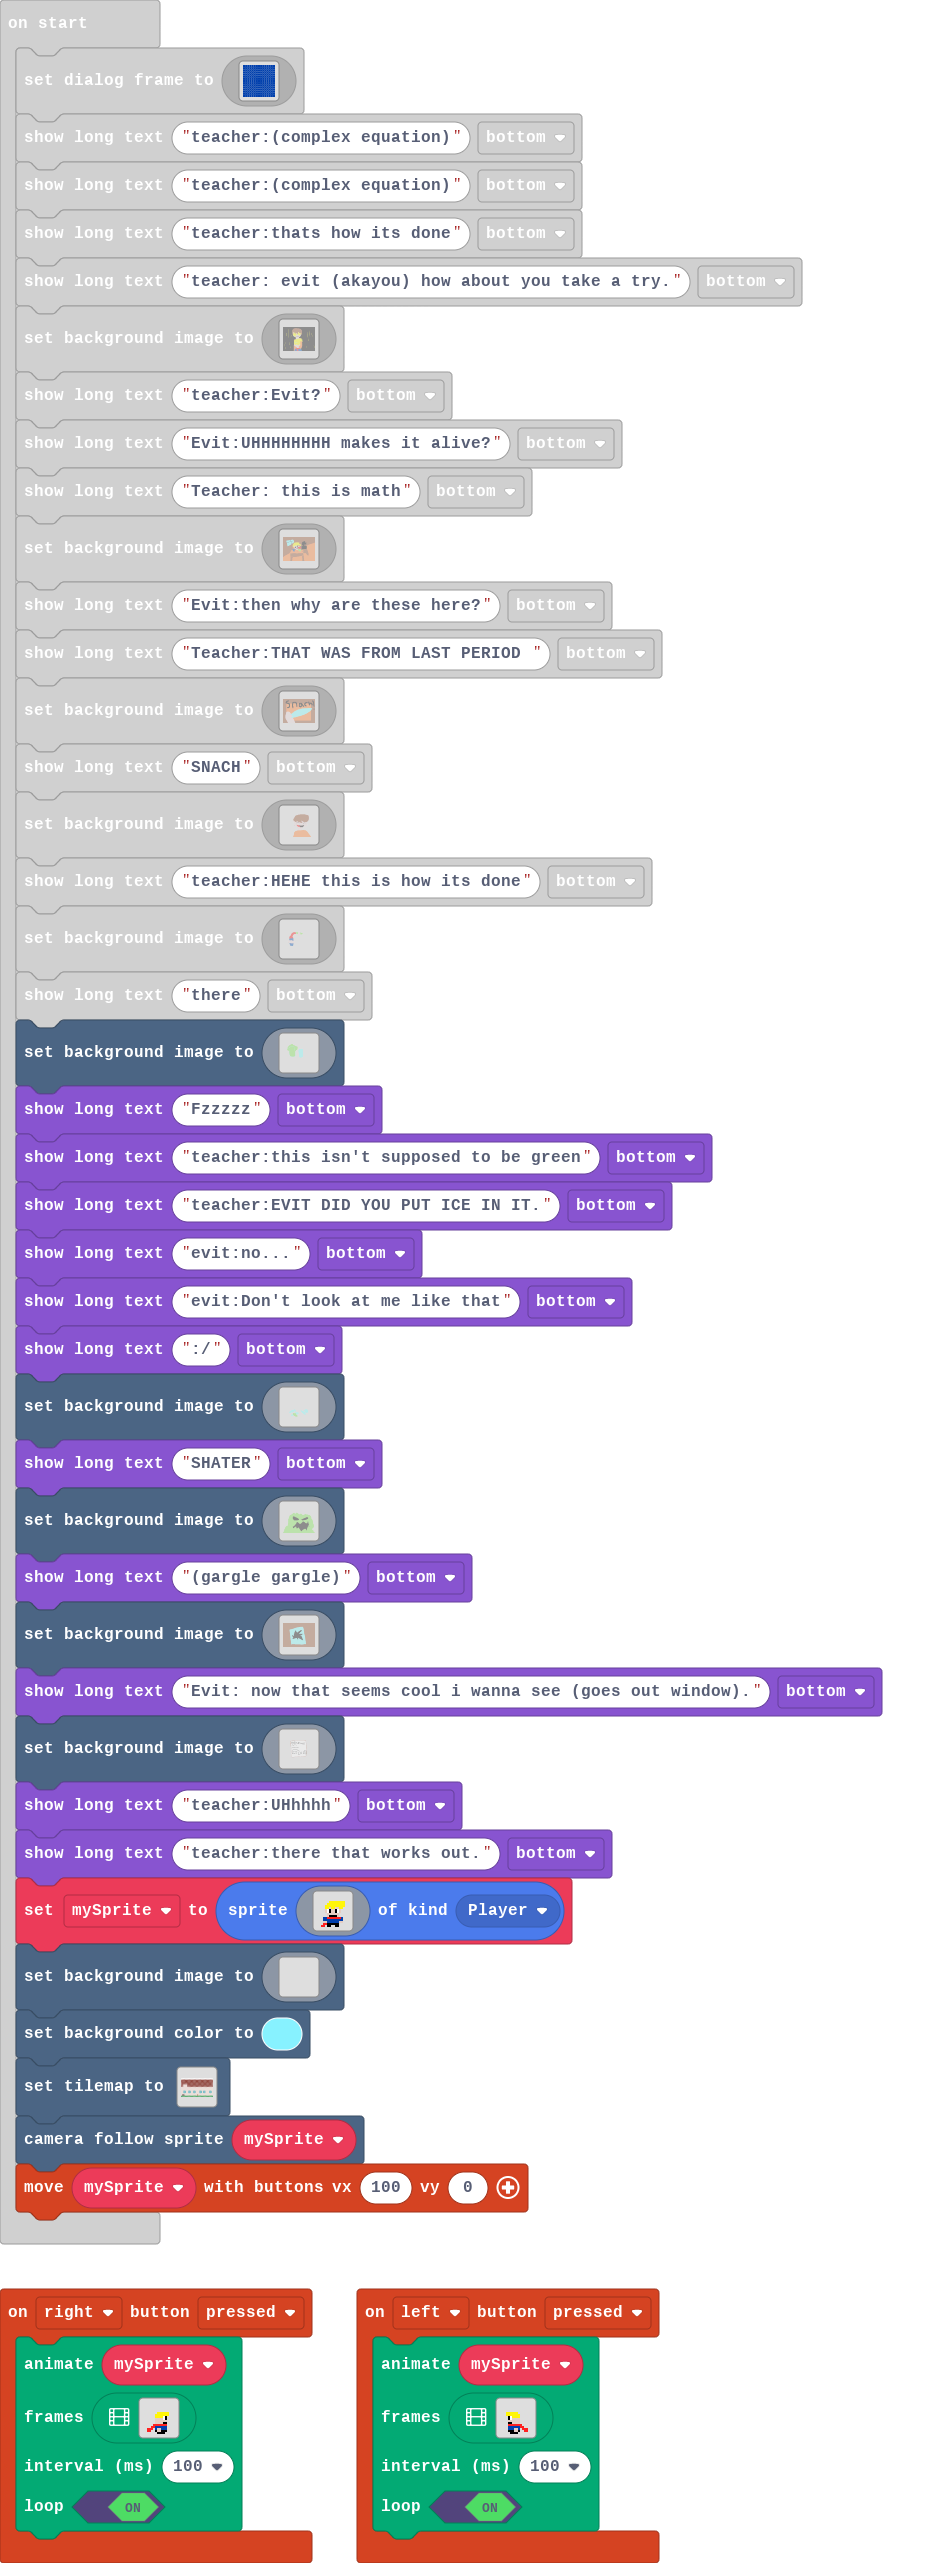 on start
set dialog frame to
show long text "teacher:(complex equation)" bottom
show long text "teacher:(complex equation)" bottom
show long text "teacher:thats how its done" bottom
show long text "teacher: evit (akayou) how about you take a try." bottom
set background image to
show long text "teacher:Evit?" bottom
show long text "Evit:UHHHHHHHH makes it alive?" bottom
show long text "Teacher: this is math" bottom
set background image to
show long text "Evit:then why are these here?" bottom
show long text "Teacher:THAT WAS FROM LAST PERIOD " bottom
set background image to
show long text "SNACH" bottom
set background image to
show long text "teacher:HEHE this is how its done" bottom
set background image to
show long text "there" bottom
set background image to
show long text "Fzzzzz" bottom
show long text "teacher:this isn't supposed to be green" bottom
show long text "teacher:EVIT DID YOU PUT ICE IN IT." bottom
show long text "evit:no..." bottom
show long text "evit:Don't look at me like that" bottom
show long text ":/" bottom
set background image to
show long text "SHATER" bottom
set background image to
show long text "(gargle gargle)" bottom
set background image to
show long text "Evit: now that seems cool i wanna see (goes out window)." bottom
set background image to
show long text "teacher:UHhhhh" bottom
show long text "teacher:there that works out." bottom
set mySprite to sprite of kind Player
set background image to
set background color to
set tilemap to
camera follow sprite mySprite
move mySprite with buttons vx 100 vy 0
on right button pressed
animate mySprite
frames
interval (ms) 100
loop ON
on left button pressed
animate mySprite
frames
interval (ms) 100
loop ON